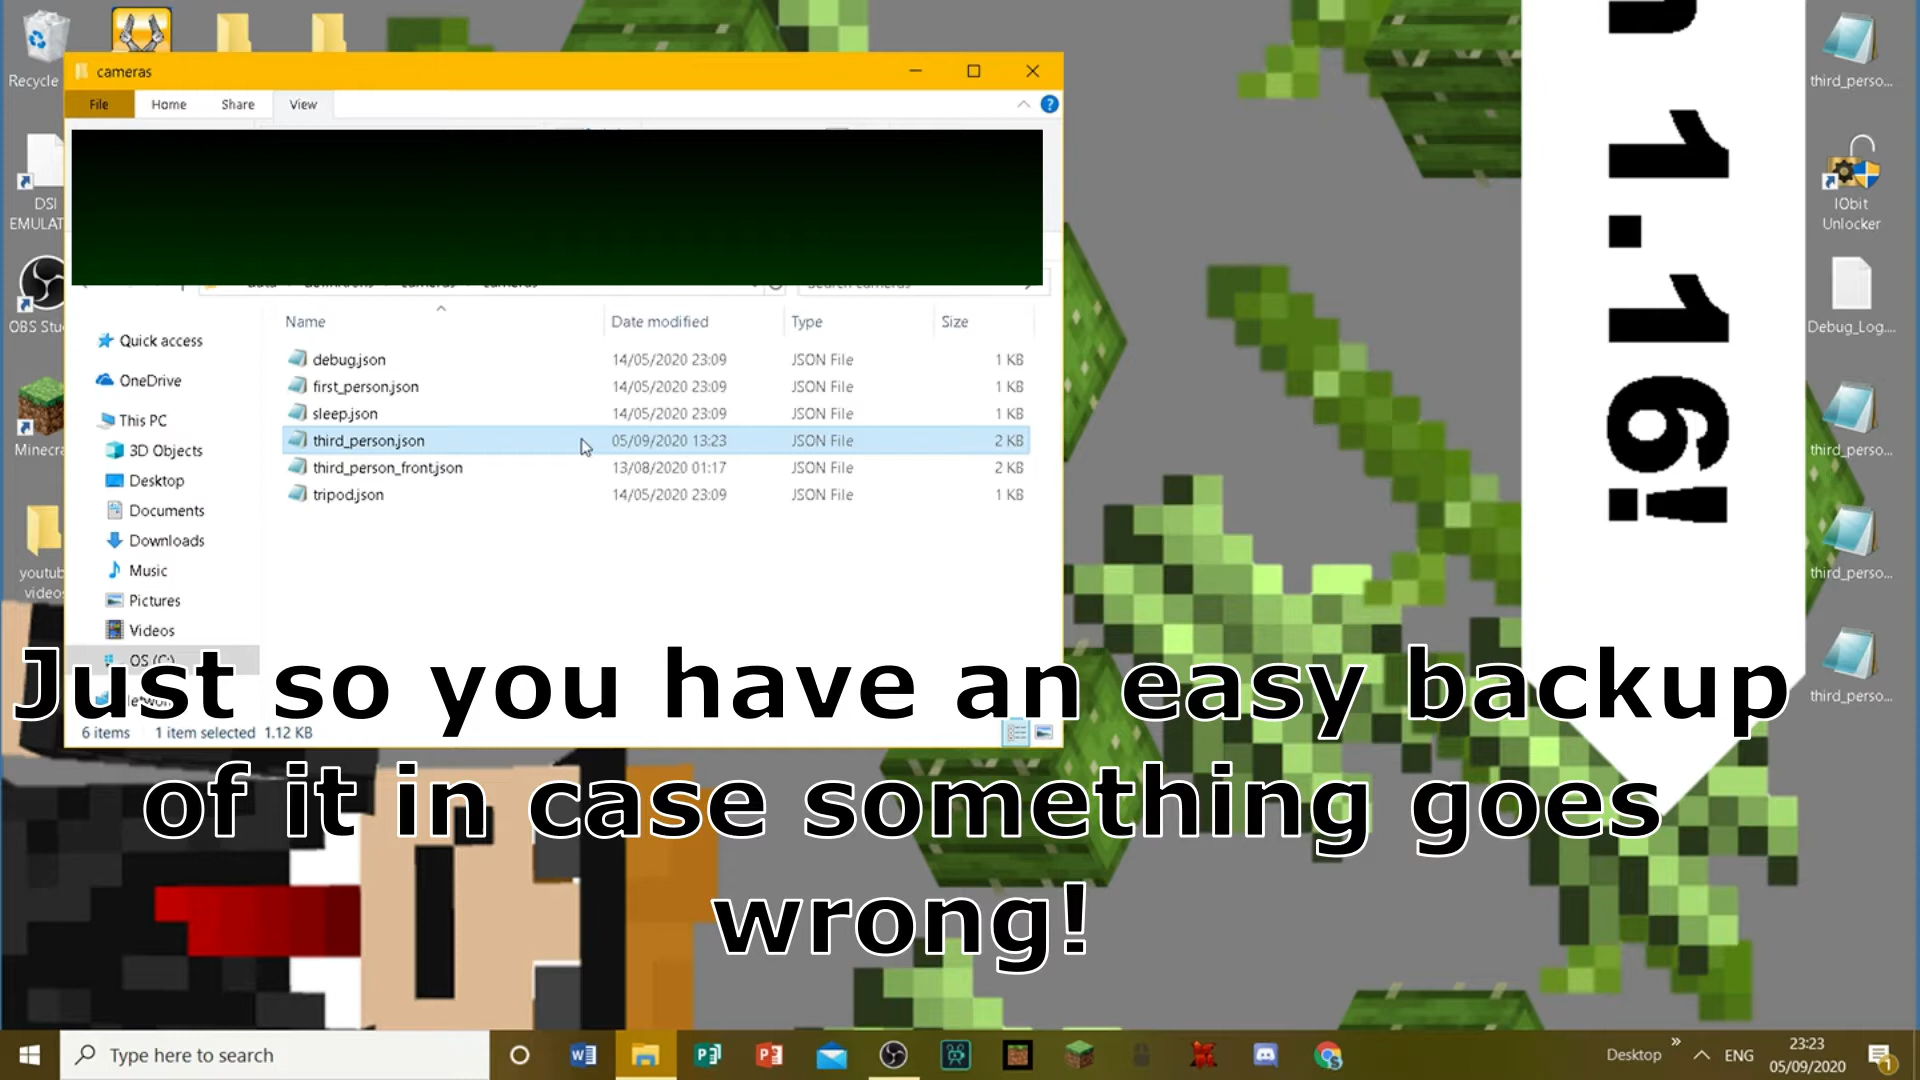 Recycle
cameras
File
Home
Share
View
Name
Date modified
Type
Size
debug.json
14/05/2020 23:09
JSON File
1 KB
first_person.json
14/05/2020 23:09
JSON File
1 KB
sleep.json
14/05/2020 23:09
JSON File
1 KB
third_person.json
05/09/2020 13:23
JSON File
2 KB
third_person_front.json
13/08/2020 01:17
JSON File
2 KB
tripod.json
14/05/2020 23:09
JSON File
1 KB
Quick access
OneDrive
This PC
3D Objects
Desktop
Documents
Downloads
Music
Pictures
Videos
OS (C:)
6 items
1 item selected 1.12 KB
DSI
EMULAT
OBS Stu
Minecra
youtub
videos
1.16!
third_perso...
IObit
Unlocker
Debug_Log....
third_perso...
third_perso...
third_perso...
Just so you have an easy backup
of it in case something goes
wrong!
Type here to search
Desktop
ENG
23:23
05/09/2020
1